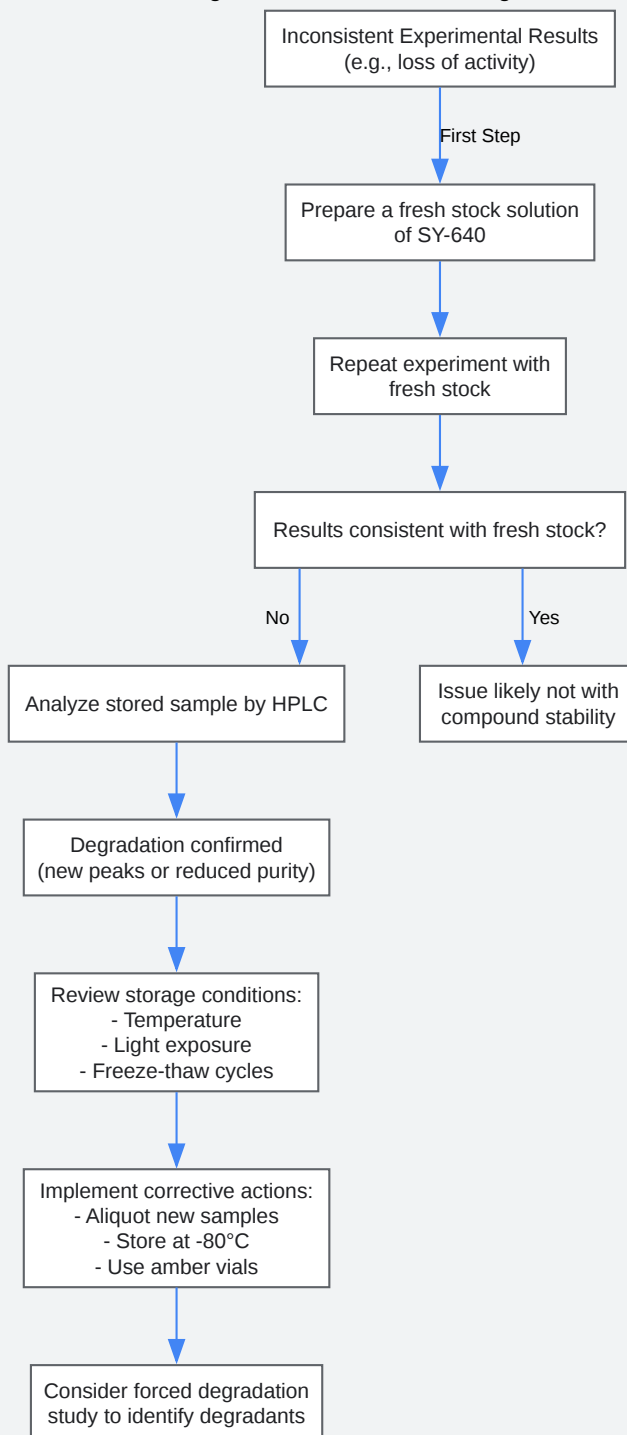 Inconsistent Experimental Results
(e.g., loss of activity)
First Step
Prepare a fresh stock solution
of SY-640
Repeat experiment with
fresh stock
Results consistent with fresh stock?
No
Yes
Analyze stored sample by HPLC
Issue likely not with
compound stability
Degradation confirmed
(new peaks or reduced purity)
Review storage conditions:
- Temperature
- Light exposure
- Freeze-thaw cycles
Implement corrective actions:
- Aliquot new samples
- Store at -80°C
- Use amber vials
Consider forced degradation
study to identify degradants